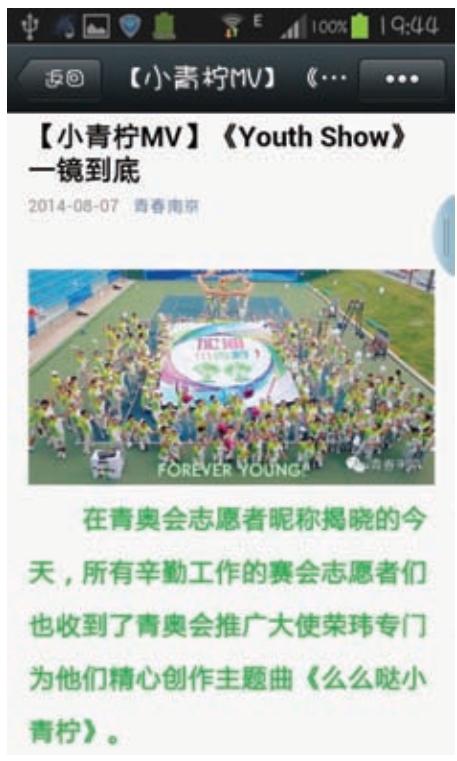 E 100% 19:44
返回 【小青柠MV】 《… •••
【小青柠MV】《Youth Show》
一镜到底
2014-08-07 青春南京
加油
FOREVER YOUNG!
在青奥会志愿者昵称揭晓的今
天，所有辛勤工作的赛会志愿者们
也收到了青奥会推广大使荣玮专门
为他们精心创作主题曲《么么哒小
青柠》。